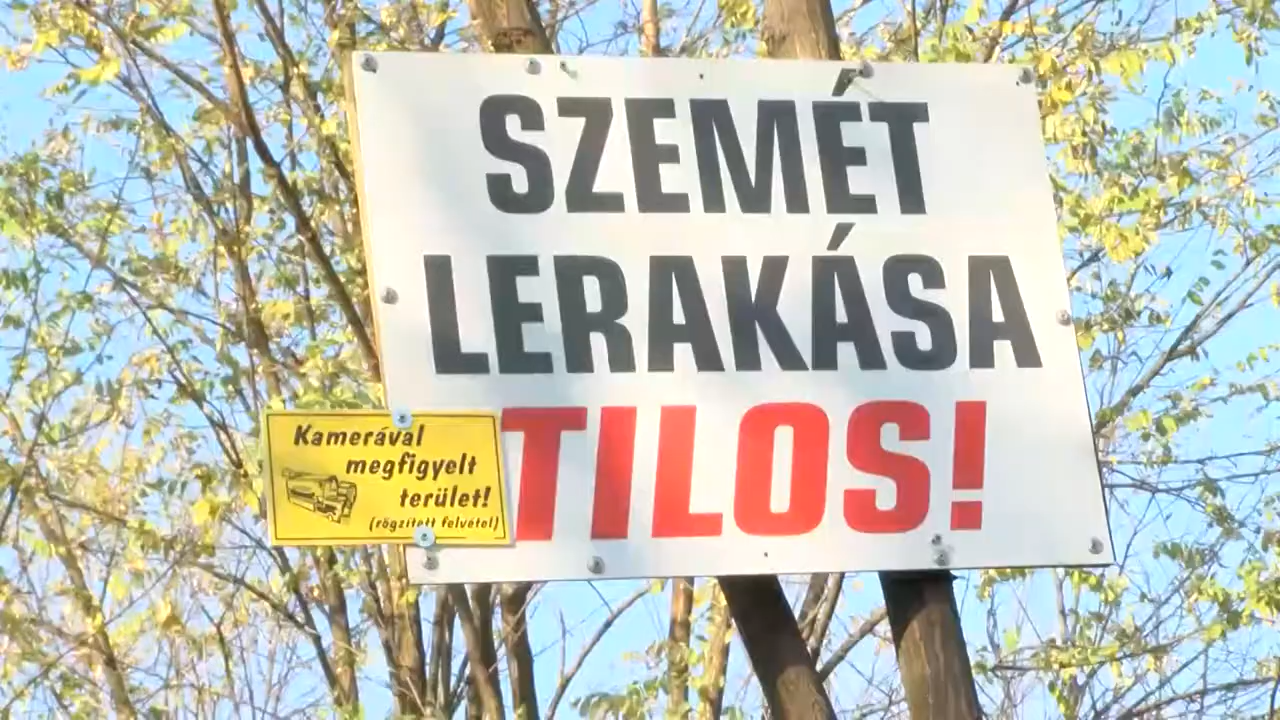 SZEMÉT
LERAKÁSA
TILOS!
Kamerával
megfigyelt
terület!
(rögzített felvétel)